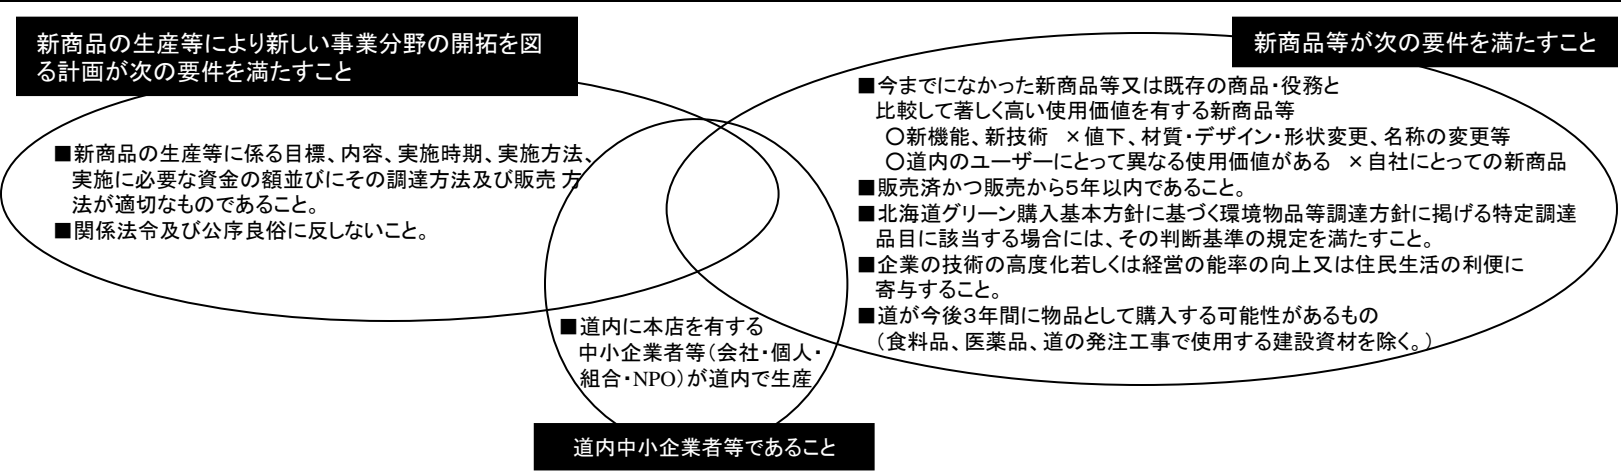 新商品の生産等により新しい事業分野の開拓を図
る計画が次の要件を満たすこと
■新商品の生産等に係る目標、内容、実施時期、実施方法、
実施に必要な資金の額並びにその調達方法及び販売方
法が適切なものであること。
■関係法令及び公序良俗に反しないこと。
新商品等が次の要件を満たすこと
■今までになかった新商品等又は既存の商品・役務と
比較して著しく高い使用価値を有する新商品等
○新機能、新技術　×値下、材質・デザイン・形状変更、名称の変更等
○道内のユーザーにとって異なる使用価値がある　×自社にとっての新商品
■販売済かつ販売から5年以内であること。
■北海道グリーン購入基本方針に基づく環境物品等調達方針に掲げる特定調達
品目に該当する場合には、その判断基準の規定を満たすこと。
■企業の技術の高度化若しくは経営の能率の向上又は住民生活の利便に
寄与すること。
■道が今後3年間に物品として購入する可能性があるもの
（食料品、医薬品、道の発注工事で使用する建設資材を除く。）
■道内に本店を有する
中小企業者等（会社・個人・
組合・NPO）が道内で生産
道内中小企業者等であること